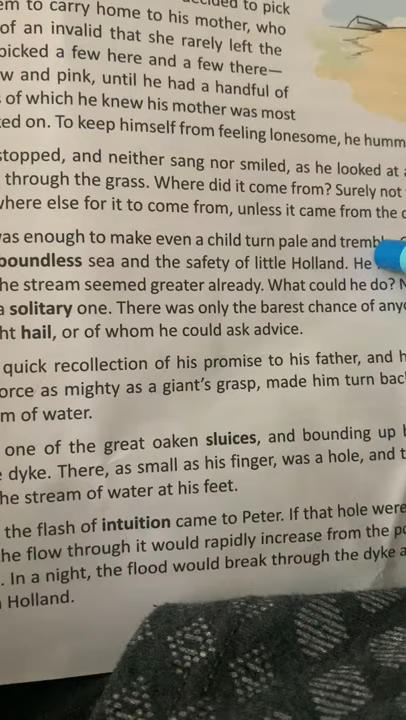 to pick
to carry home to his mother, who
of an invalid that she rarely left the
picked a few here and a few there—
and pink, until he had a handful of
of which he knew his mother was most
on. To keep himself from feeling lonesome, he
stopped, and neither sang nor smiled, as he looked at
through the grass. Where did it come from? Surely not
where else for it to come from, unless it came from the
was enough to make even a child turn pale and
boundless sea and the safety of little Holland. He
he stream seemed greater already. What could he do?
a solitary one. There was only the barest chance of
hail, or of whom he could ask advice.
quick recollection of his promise to his father, and
as mighty as a giant's grasp, made him turn
of water.
one of the great oaken sluices, and bounding up
dyke. There, as small as his finger, was a hole, and
he stream of water at his feet.
the flash of intuition came to Peter. If that hole were
he flow through it would rapidly increase from the
. In a night, the flood would break through the dyke
Holland.